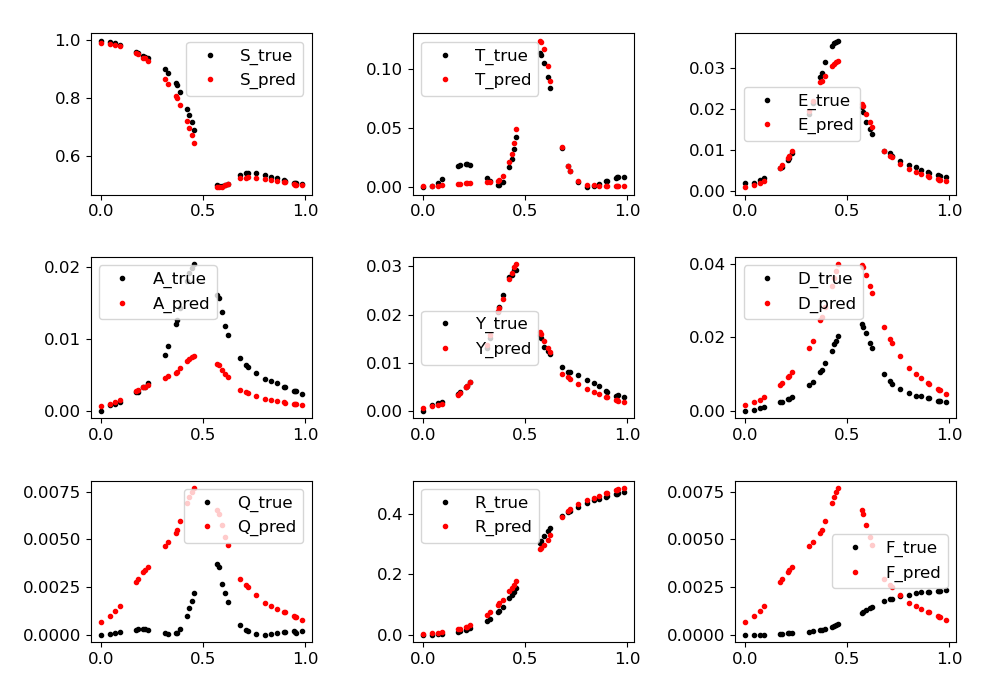 1.0
0.8
0.6
0.0 0.5 1.0
S_true
S_pred
0.10
0.05
0.00
0.0 0.5 1.0
T_true
T_pred
0.03
0.02
0.01
0.00
0.0 0.5 1.0
E_true
E_pred
0.02
0.01
0.00
0.0 0.5 1.0
A_true
A_pred
0.03
0.02
0.01
0.00
0.0 0.5 1.0
Y_true
Y_pred
0.04
0.02
0.00
0.0 0.5 1.0
D_true
D_pred
0.0075
0.0050
0.0025
0.0000
0.0 0.5 1.0
Q_true
Q_pred
0.4
0.2
0.0
0.0 0.5 1.0
R_true
R_pred
0.0075
0.0050
0.0025
0.0000
0.0 0.5 1.0
F_true
F_pred